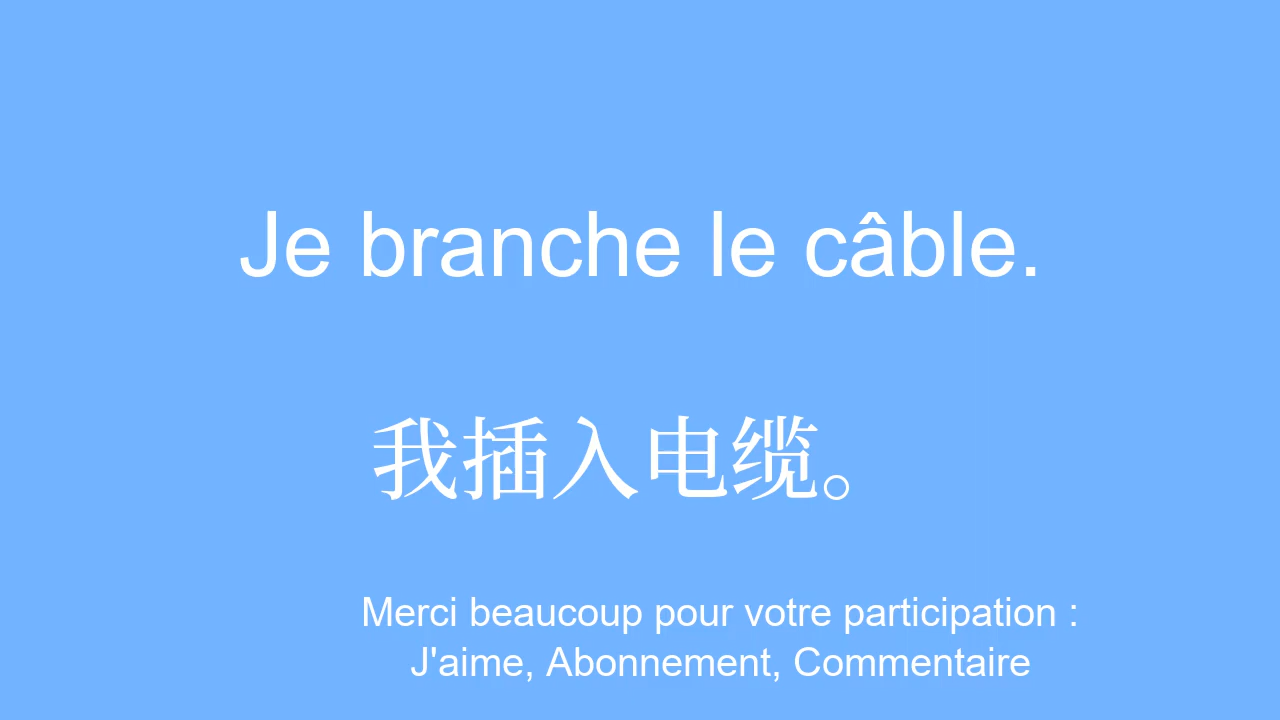 Je branche le câble.
我插入电缆。
Merci beaucoup pour votre participation :
J'aime, Abonnement, Commentaire